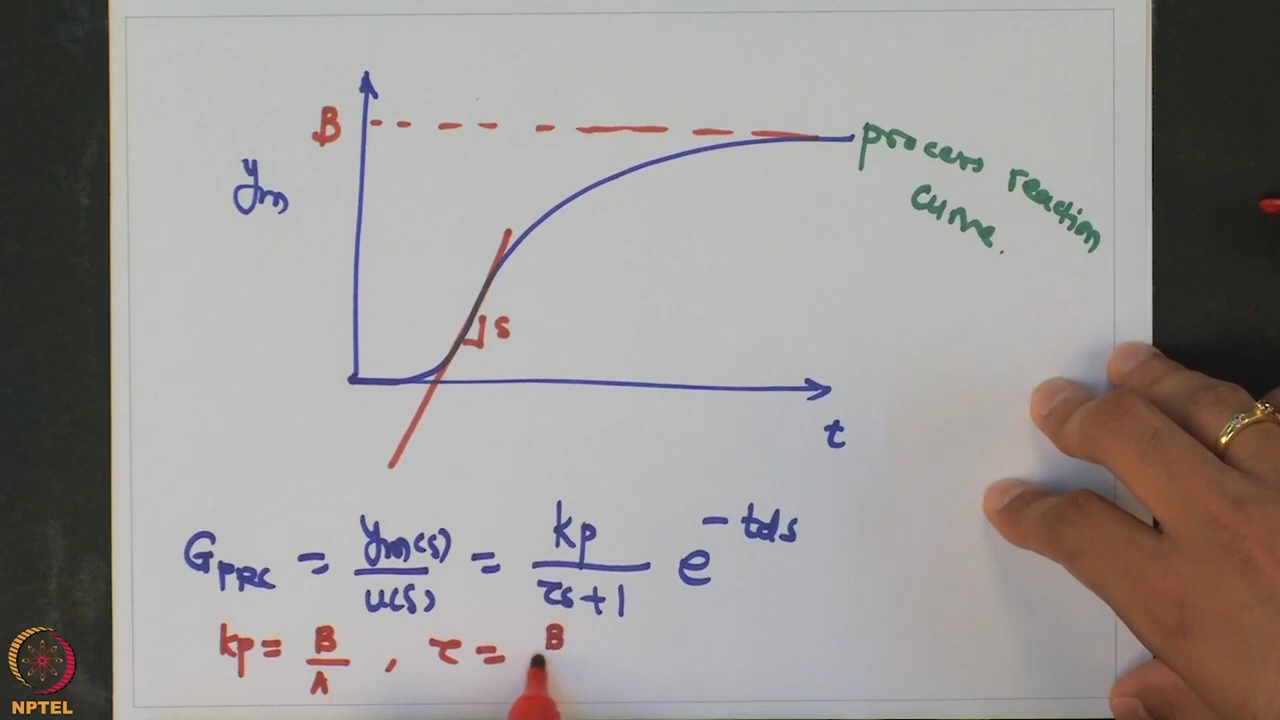 B
ym
process reaction
curve.
s
t
GPRC = ym(s)/u(s) = kp/τs+1 e^-tds
kp = B/A , τ = B
NPTEL